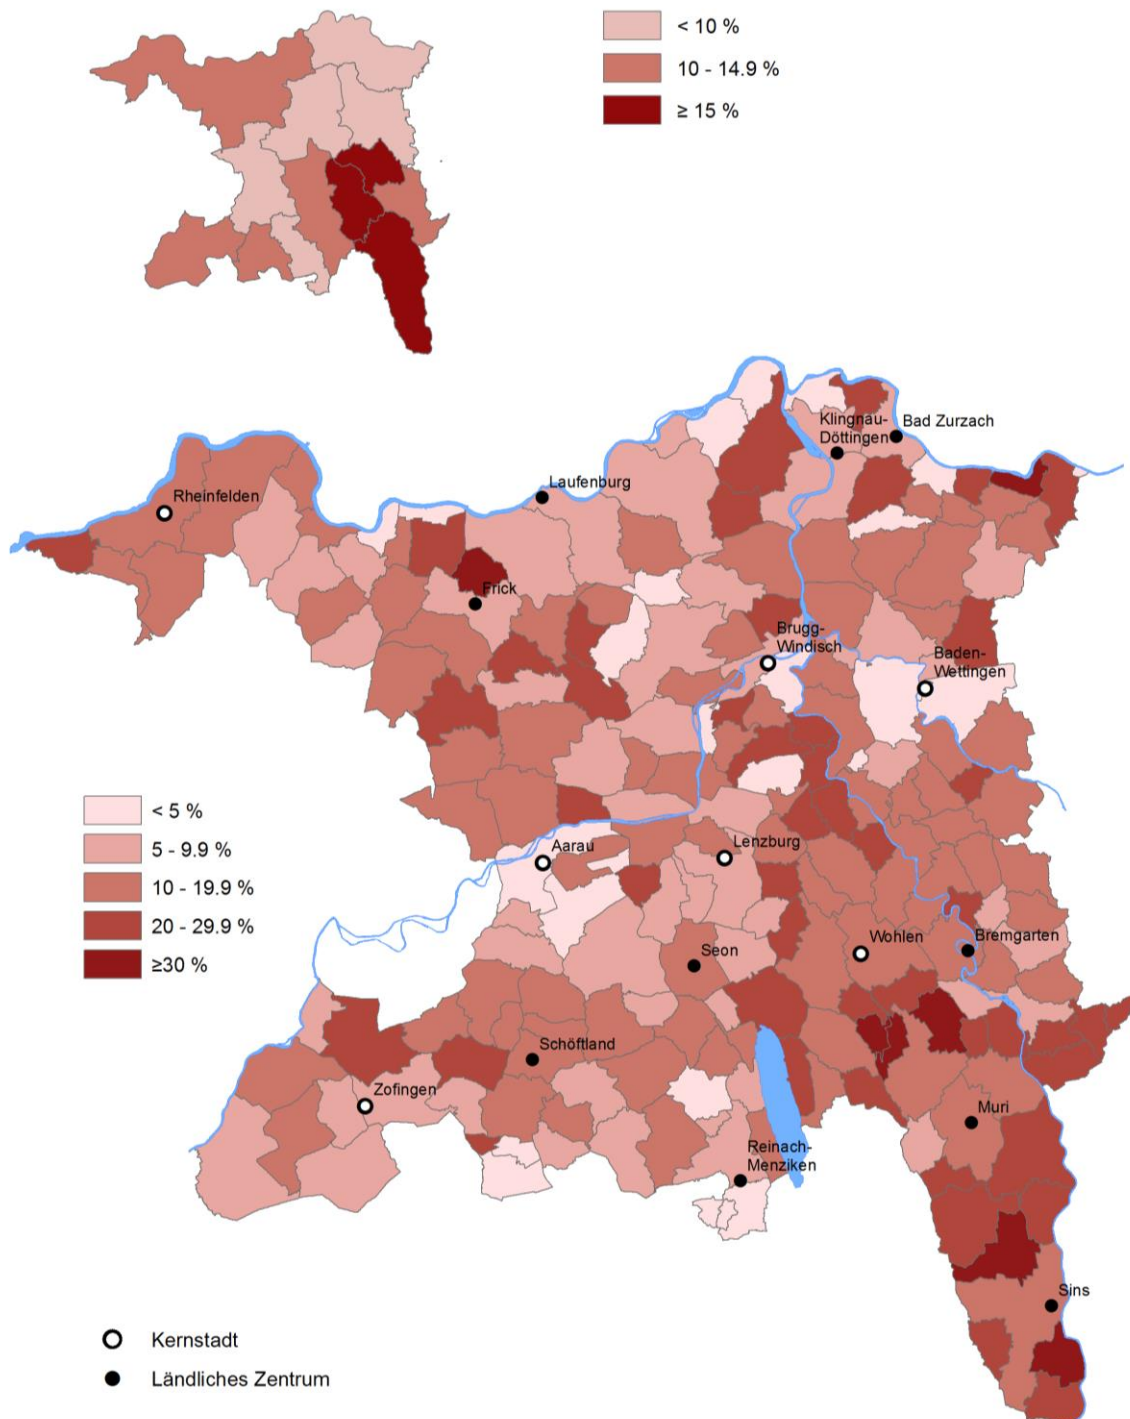 < 10 %
10 - 14.9 %
≥ 15 %
Klingnau-
Döttingen
Bad Zurzach
Rheinfelden
Laufenburg
Frick
Brugg-
Windisch
Baden-
Wettingen
< 5 %
5 - 9.9 %
10 - 19.9 %
20 - 29.9 %
≥30 %
Aarau
Lenzburg
Seon
Wohlen
Bremgarten
Schöftland
Zofingen
Muri
Reinach-
Menziken
Sins
Kernstadt
Ländliches Zentrum